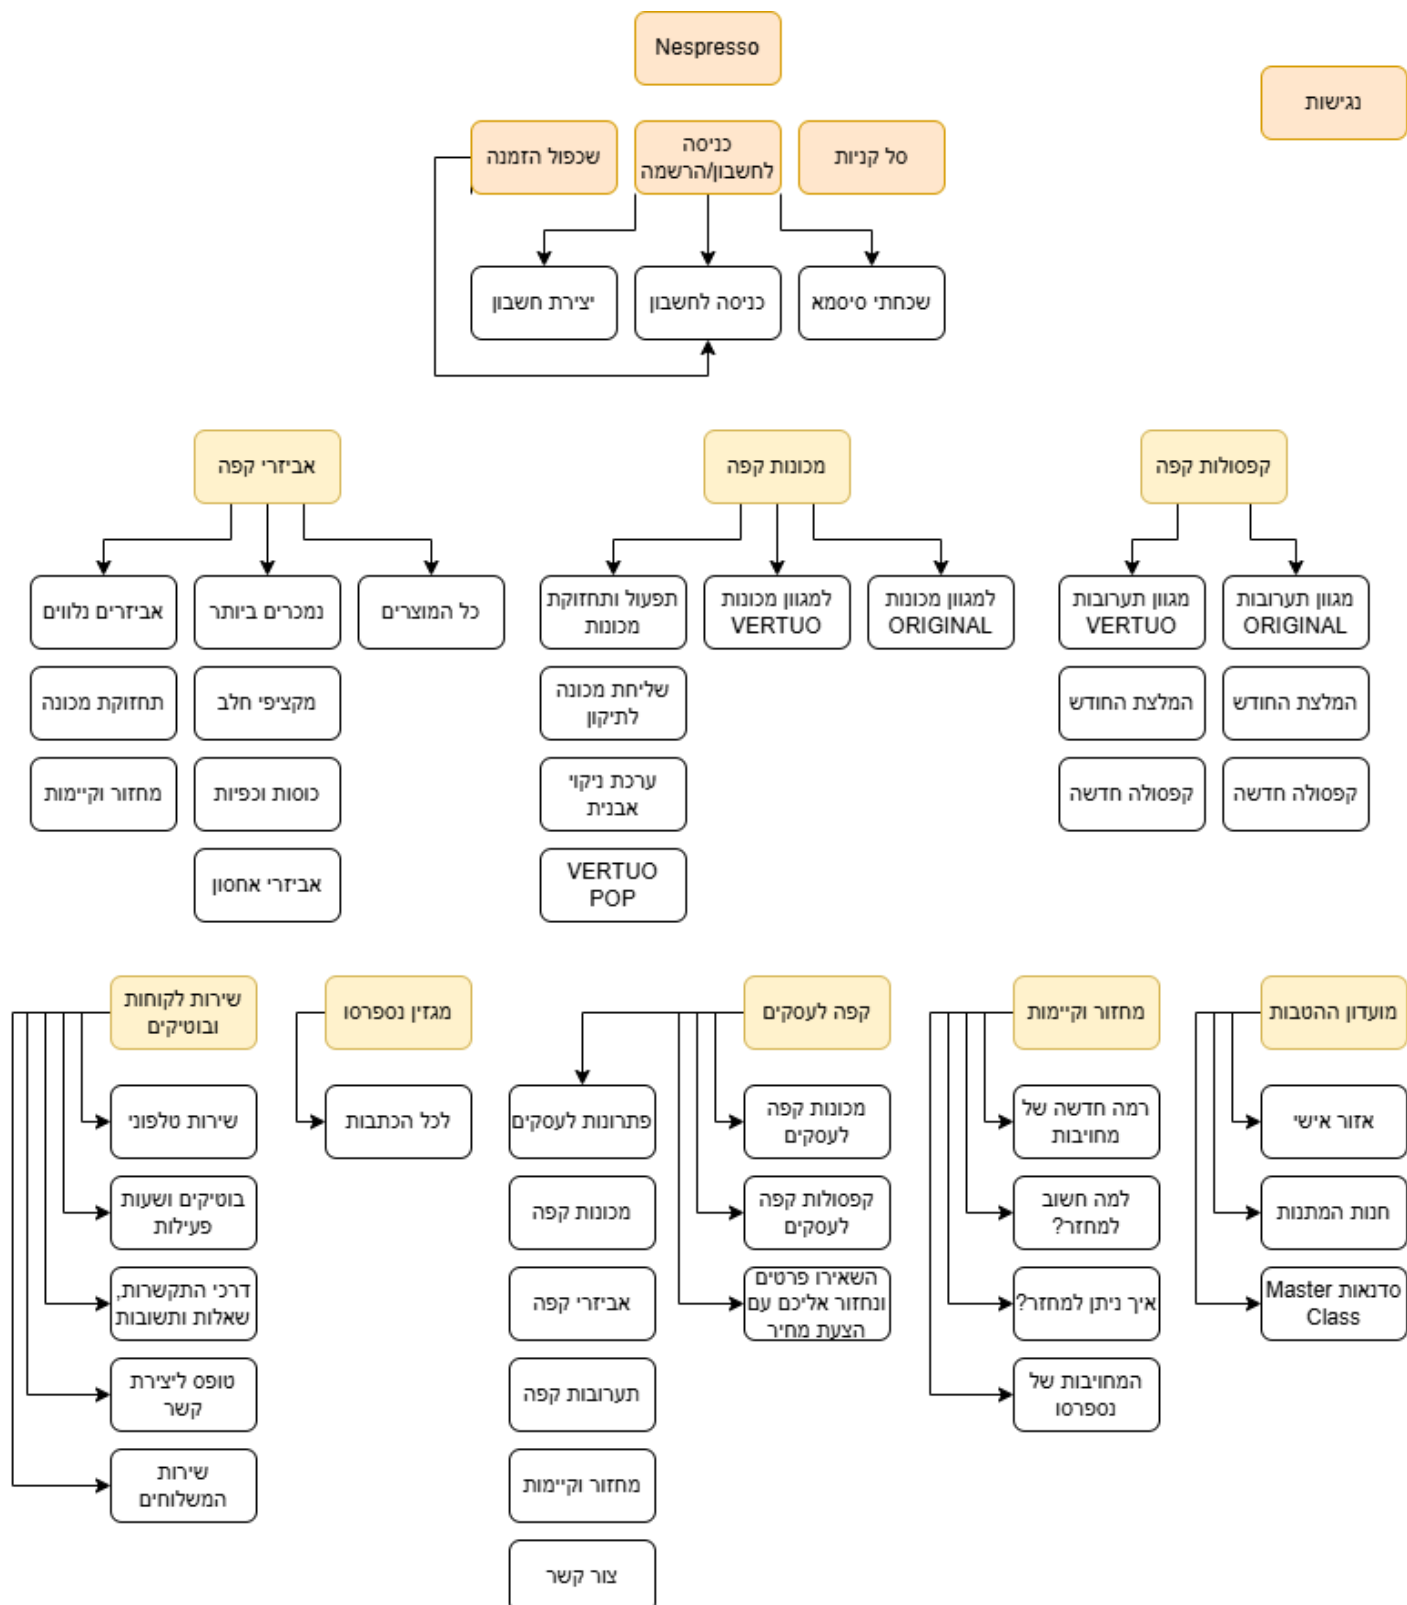 Nespresso
נגישות
סל קניות
כניסה
לחשבון/הרשמה
שכפול הזמנה
שכחתי סיסמא
כניסה לחשבון
יצירת חשבון
קפסולות קפה
מכונות קפה
אביזרי קפה
מגוון תערובות
ORIGINAL
מגוון תערובות
VERTUO
למגוון מכונות
ORIGINAL
למגוון מכונות
VERTUO
תפעול ותחזוקת
מכונות
כל המוצרים
נמכרים ביותר
אביזרים נלווים
המלצת החודש
המלצת החודש
שליחת מכונה
לתיקון
מקציפי חלב
תחזוקת מכונה
קפסולה חדשה
קפסולה חדשה
ערכת ניקוי
אבנית
כוסות וכפיות
מחזור וקיימות
VERTUO
POP
אביזרי אחסון
מועדון ההטבות
מחזור וקיימות
קפה לעסקים
מגזין נספרסו
שירות לקוחות
ובוטיקים
אזור אישי
רמה חדשה של
מחויבות
מכונות קפה
לעסקים
פתרונות לעסקים
לכל הכתבות
שירות טלפוני
חנות המתנות
למה חשוב
למחזר?
קפסולות קפה
לעסקים
מכונות קפה
בוטיקים ושעות
פעילות
סדנאות Master
Class
איך ניתן למחזר?
השאירו פרטים
ונחזור אליכם עם
הצעת מחיר
אביזרי קפה
דרכי התקשרות,
שאלות ותשובות
המחויבות של
נספרסו
תערובות קפה
טופס ליצירת
קשר
מחזור וקיימות
שירות
המשלוחים
צור קשר